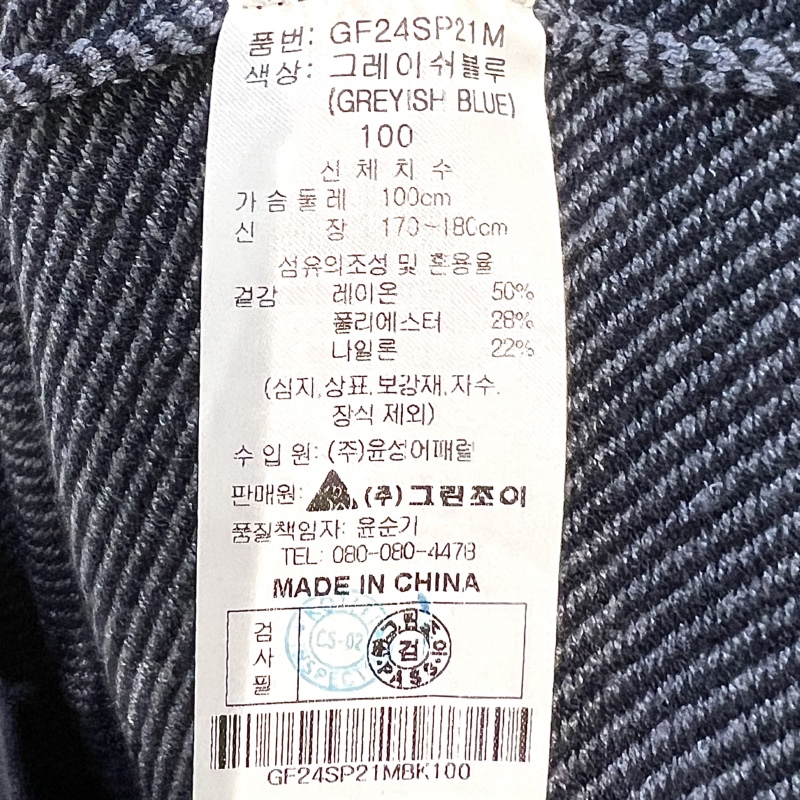 품번: GF24SP21M
색상: 그레이쉬블루
(GREYISH BLUE)
100
신체치수
가슴둘레 100cm
신 장 170~180cm
섬유의조성 및 혼용율
겉감 레이온 50%
폴리에스터 28%
나일론 22%
(심지,상표,보강재,자수,
장식 제외)
수 입 원: (주)윤성어패럴
판매원: (주)그린조이
품질책임자: 윤순기
TEL: 080-080-4478
MADE IN CHINA
검사필
CS-02
검
PASS
GF24SP21MBK100